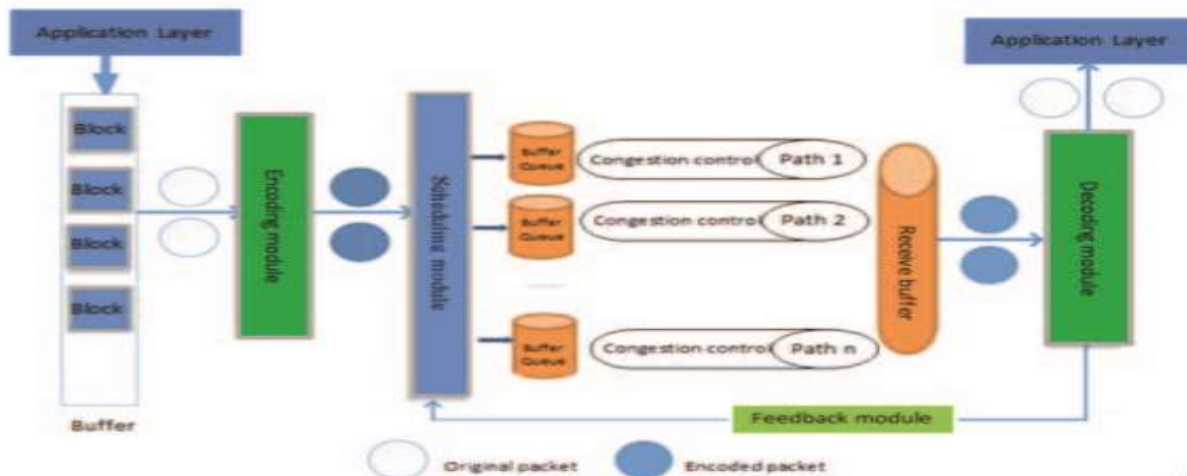 Application Layer
Block
Block
Block
Block
Buffer
Encoding module
Scheduling module
Buffer
Queue
Congestion control
Path 1
Buffer
Queue
Congestion control
Path 2
Buffer
Queue
Congestion control
Path n
Receive buffer
Decoding module
Application Layer
Feedback module
Original packet
Encoded packet